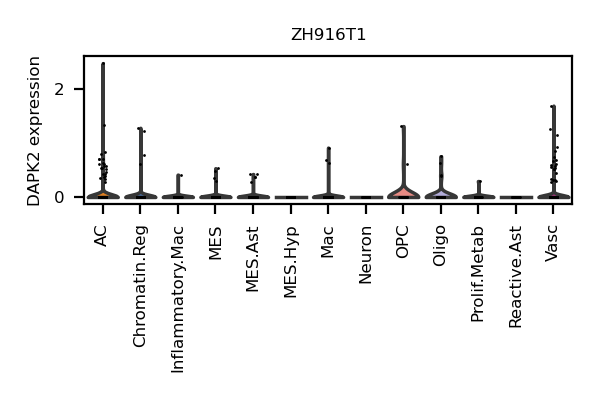 ZH916T1
DAPK2 expression
2
0
AC
Chromatin.Reg
Inflammatory.Mac
MES
MES.Ast
MES.Hyp
Mac
Neuron
OPC
Oligo
Prolif.Metab
Reactive.Ast
Vasc